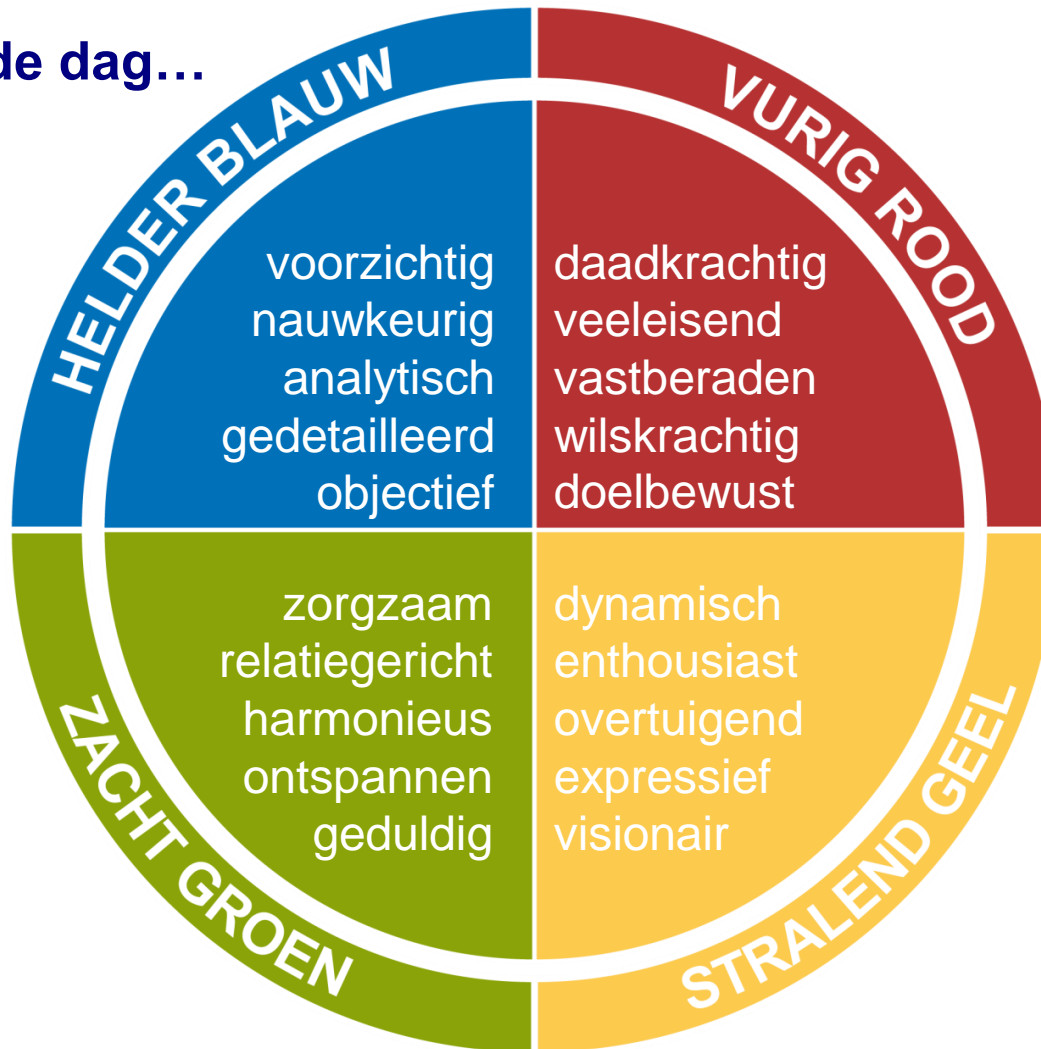 de dag…
HELDER BLAUW
VURIG ROOD
voorzichtig
nauwkeurig
analytisch
gedetailleerd
objectief
daadkrachtig
veeleisend
vastberaden
wilskrachtig
doelbewust
zorgzaam
relatiegericht
harmonieus
ontspannen
geduldig
dynamisch
enthousiast
overtuigend
expressief
visionair
ZACHT GROEN
STRALEND GEEL